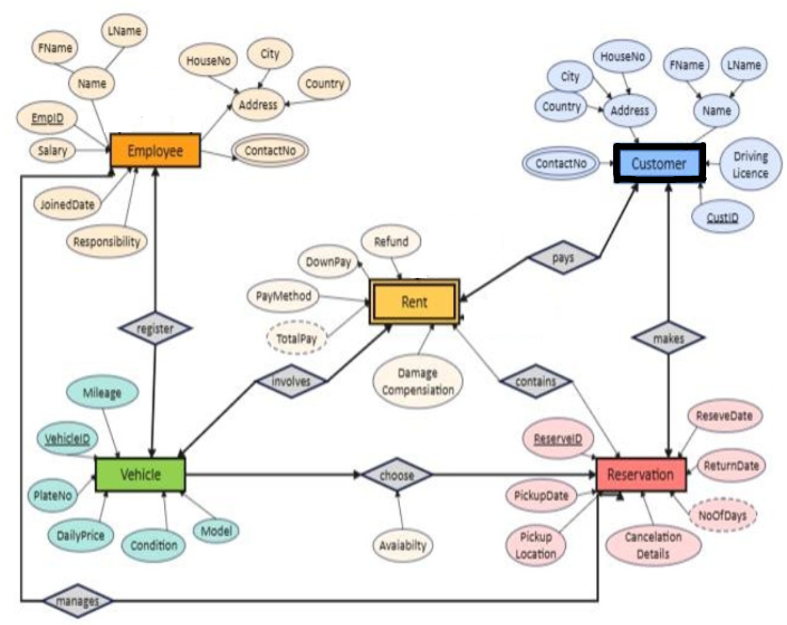 LName
FName
Name
EmpID
Salary
Employee
JoinedDate
Responsibility
HouseNo
City
Country
Address
ContactNo
HouseNo
City
Country
Address
FName
LName
Name
ContactNo
Customer
Driving
Licence
CustID
Refund
DownPay
PayMethod
TotalPay
Rent
Damage
Compensiation
pays
register
involves
contains
makes
Mileage
VehicleID
Vehicle
PlateNo
DailyPrice
Condition
Model
choose
Avaiabilty
ReserveID
ReseveDate
Reservation
ReturnDate
PickupDate
NoOfDays
Pickup
Location
Cancelation
Details
manages